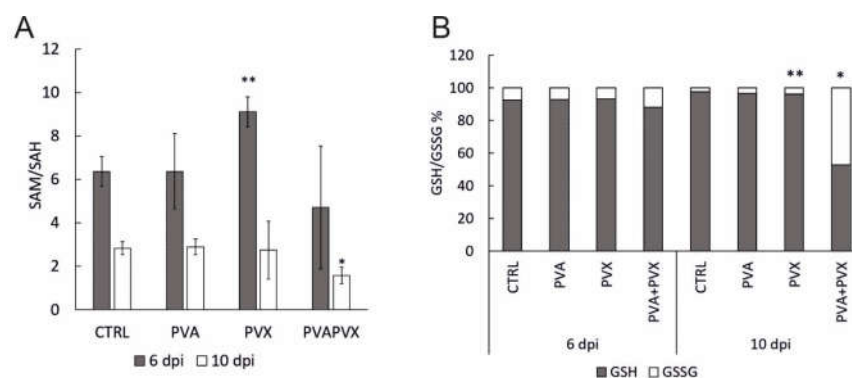 A
SAM/SAH
12
10
8
6
4
2
0
**
*
CTRL PVA PVX PVAPVX
6 dpi 10 dpi
B
GSH/GSSG %
120
100
80
60
40
20
0
** *
CTRL PVA PVX PVA+PVX CTRL PVA PVX PVA+PVX
6 dpi 10 dpi
GSH GSSG